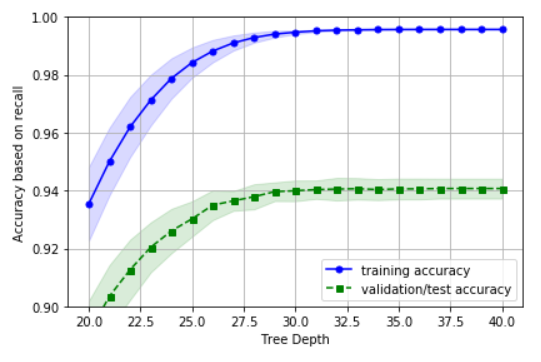 1.00
0.98
0.96
0.94
0.92
0.90
Accuracy based on recall
training accuracy
validation/test accuracy
20.0 22.5 25.0 27.5 30.0 32.5 35.0 37.5 40.0
Tree Depth